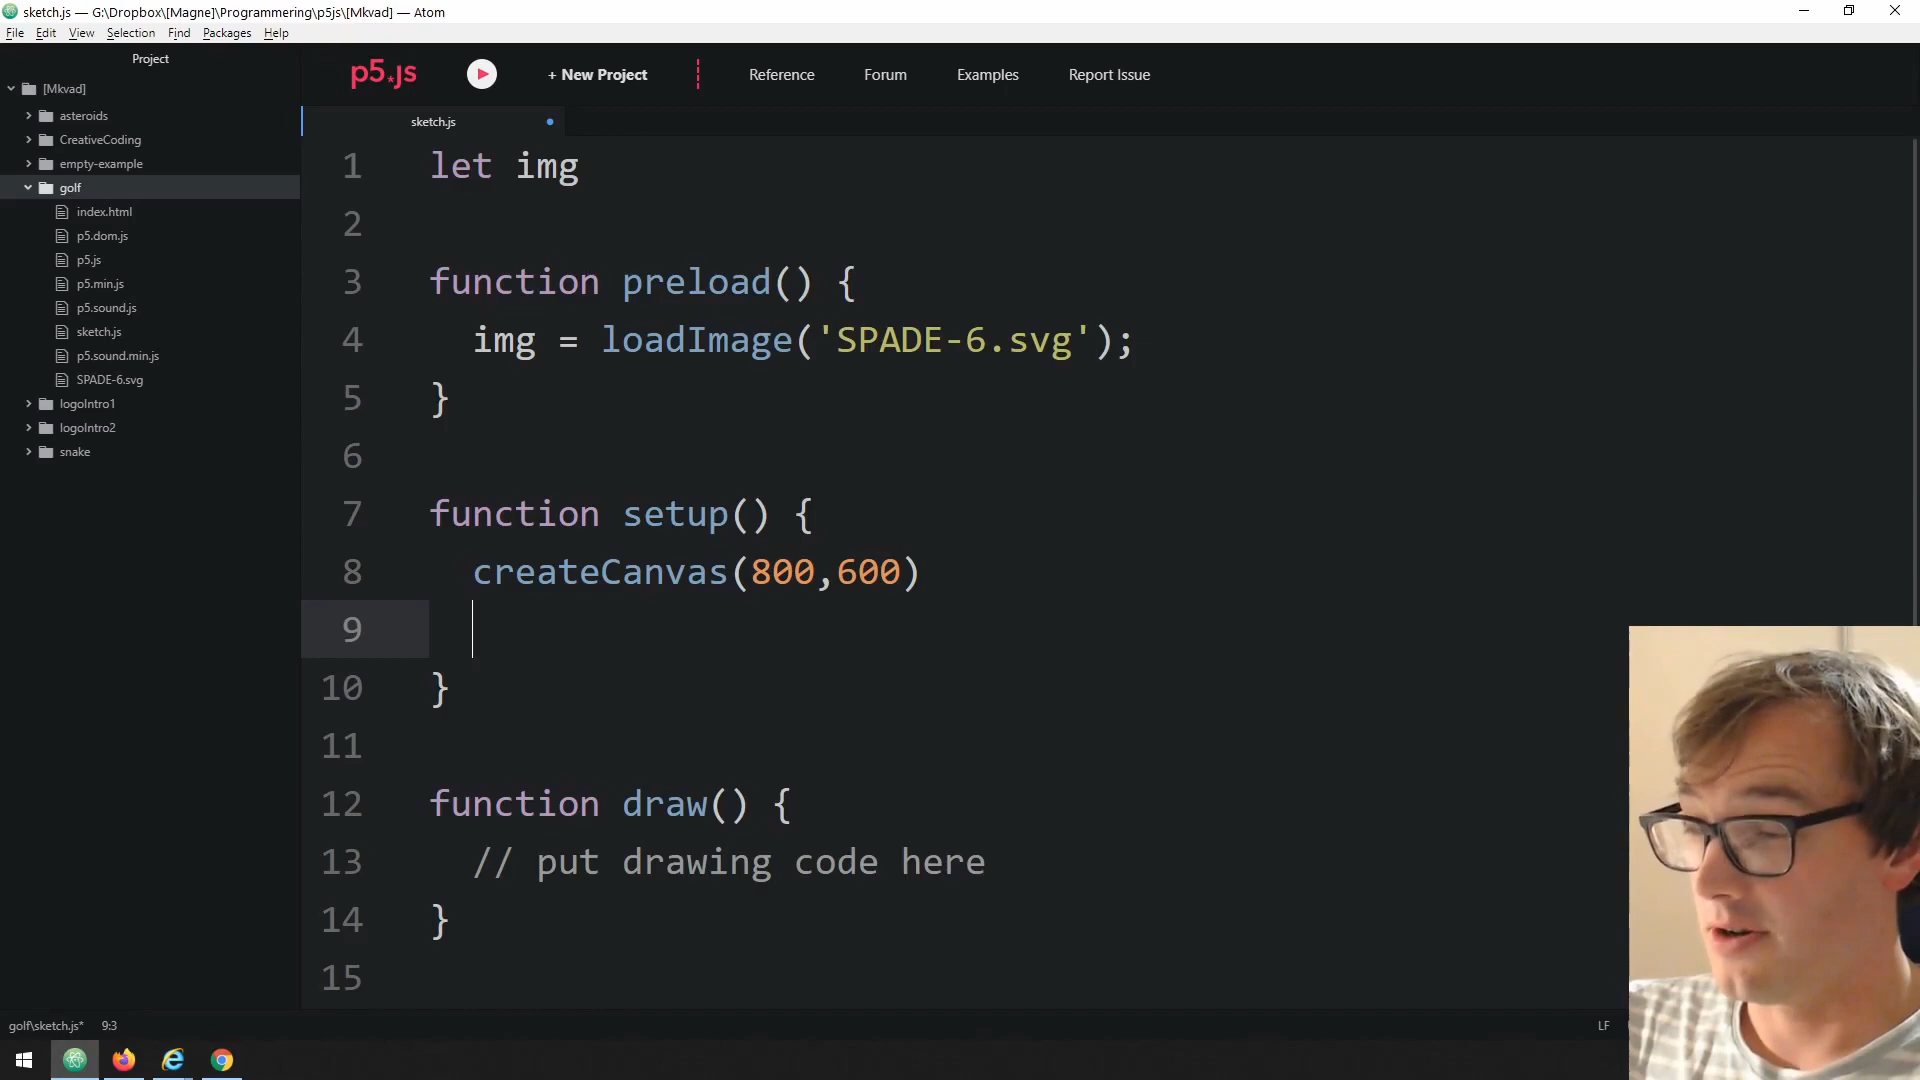 sketch.js — G:\Dropbox\[Magne]\Programmering\p5js\[Mkvad] — Atom
File Edit View Selection Find Packages Help
Project
[Mkvad]
asteroids
CreativeCoding
empty-example
golf
index.html
p5.dom.js
p5.js
p5.min.js
p5.sound.js
sketch.js
p5.sound.min.js
SPADE-6.svg
logoIntro1
logoIntro2
snake
p5.js + New Project Reference Forum Examples Report Issue
sketch.js
1 let img
2
3 function preload() {
4 img = loadImage('SPADE-6.svg');
5 }
6
7 function setup() {
8 createCanvas(800,600)
9
10 }
11
12 function draw() {
13 // put drawing code here
14 }
15
golf\sketch.js* 9:3 LF